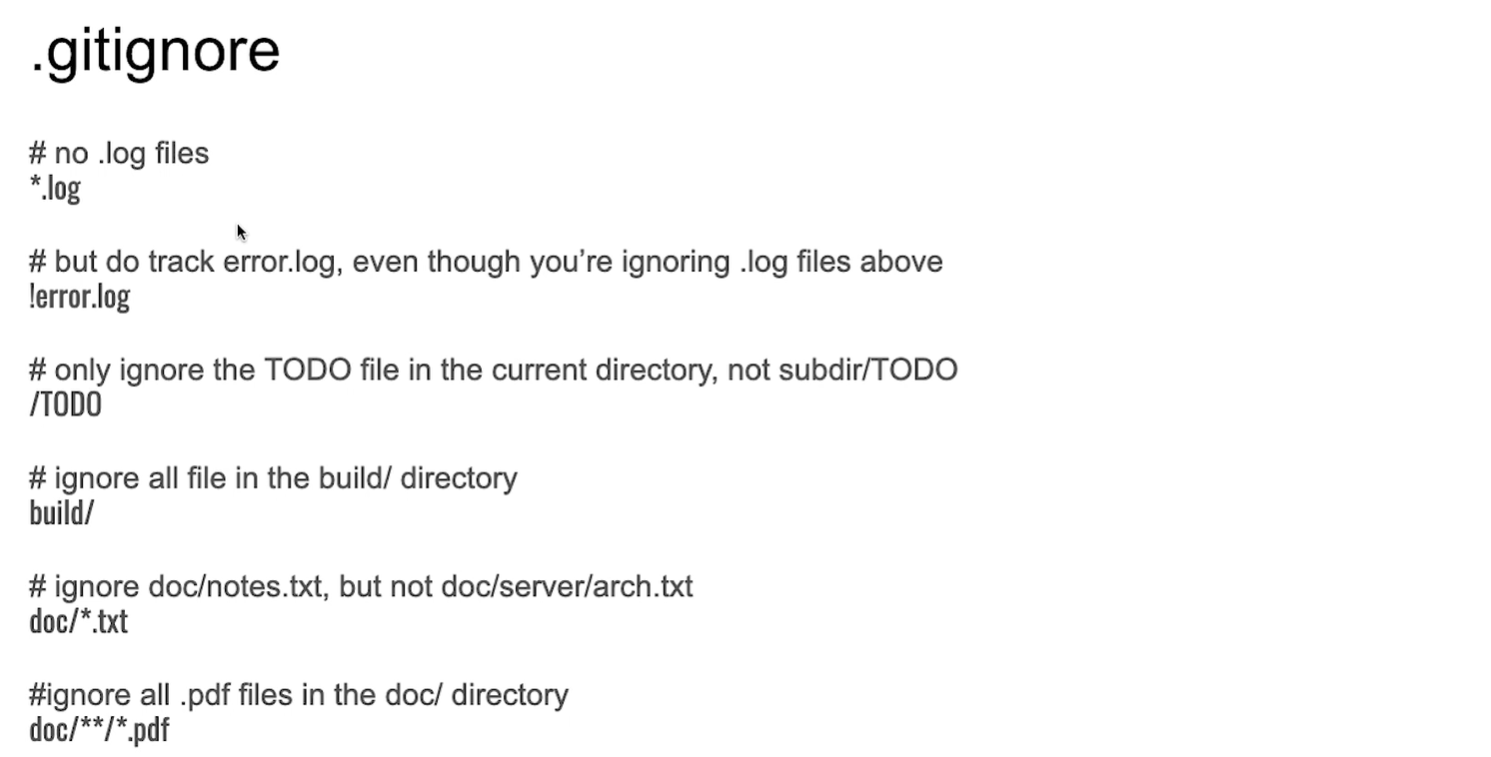 .gitignore
# no .log files
*.log
# but do track error.log, even though you’re ignoring .log files above
!error.log
# only ignore the TODO file in the current directory, not subdir/TODO
/TODO
# ignore all file in the build/ directory
build/
# ignore doc/notes.txt, but not doc/server/arch.txt
doc/*.txt
#ignore all .pdf files in the doc/ directory
doc/**/*.pdf